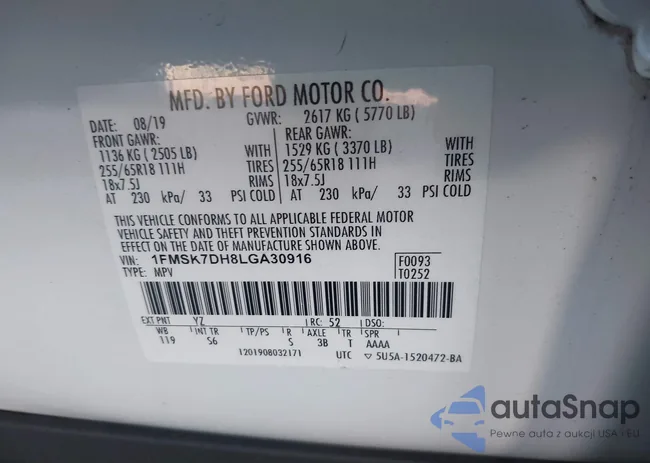 MFD. BY FORD MOTOR CO.
DATE: 08/19 GVWR: 2617 KG ( 5770 LB)
FRONT GAWR: REAR GAWR:
1136 KG ( 2505 LB) WITH 1529 KG ( 3370 LB) WITH
255/65R18 111H TIRES 255/65R18 111H TIRES
18x7.5J RIMS 18x7.5J RIMS
AT 230 kPa/ 33 PSI COLD AT 230 kPa/ 33 PSI COLD
THIS VEHICLE CONFORMS TO ALL APPLICABLE FEDERAL MOTOR
VEHICLE SAFETY AND THEFT PREVENTION STANDARDS IN
EFFECT ON THE DATE OF MANUFACTURE SHOWN ABOVE.
VIN: 1FMSK7DH8LGA30916 F0093
TYPE: MPV T0252
EXT PNT YZ RC: 52 DSO:
WB INT TR TP/PS R AXLE TR SPR
119 S6 S 3B T AAAA
1201908032171 UTC 5U5A-1520472-BA
autaSnap
Pewne auta z aukcji USA - EU